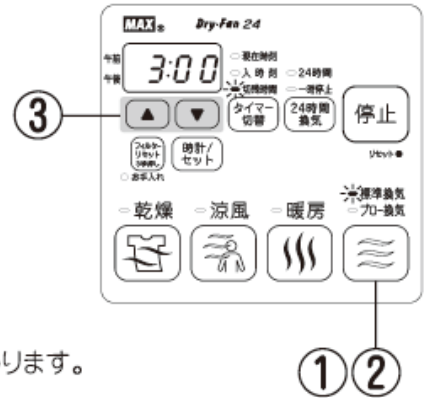 MAX® Dry-Fan 24
午前
午後
3:00
現在時刻
入時刻
切機時間
24時間
一時停止
③
▲
▼
タイマー
切替
24時間
換気
停止
フィルター
リセット
時計/
セット
リセット●
お手入れ
乾燥
涼風
暖房
標準換気
ブロー換気
①②
ります。